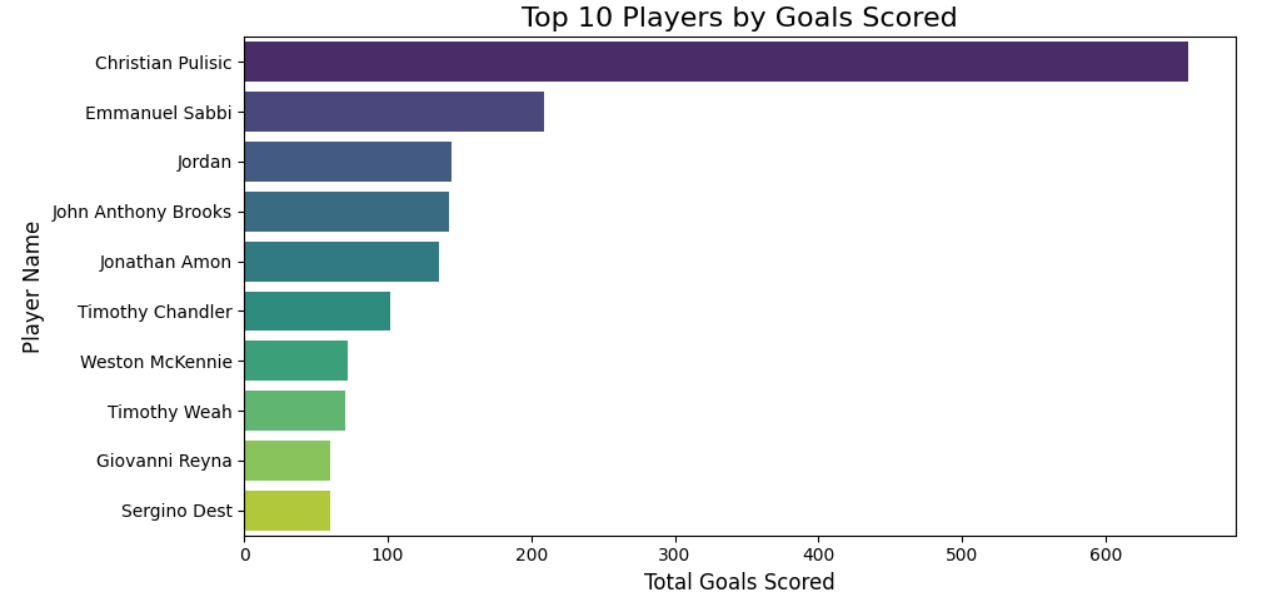 Top 10 Players by Goals Scored
Christian Pulisic
Emmanuel Sabbi
Jordan
John Anthony Brooks
Jonathan Amon
Timothy Chandler
Weston McKennie
Timothy Weah
Giovanni Reyna
Sergino Dest
Player Name
0 100 200 300 400 500 600
Total Goals Scored